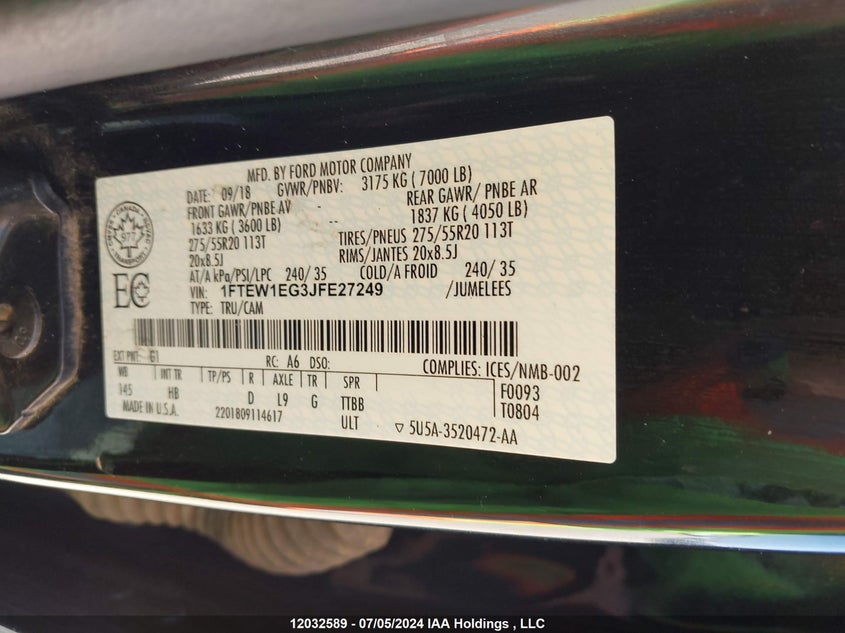 MFD. BY FORD MOTOR COMPANY
DATE: 09/18 GVWR/PNBV: 3175 KG ( 7000 LB)
FRONT GAWR/PNBE AV REAR GAWR/ PNBE AR
1633 KG ( 3600 LB) -- 1837 KG ( 4050 LB)
275/55R20 113T TIRES/PNEUS 275/55R20 113T
20x8.5J RIMS/JANTES 20x8.5J
AT/A kPa/PSI/LPC 240/ 35 COLD/A FROID 240/ 35
VIN: 1FTEW1EG3JFE27249 /JUMELEES
TYPE: TRU/CAM
CANADA
TRANSPORT
EC
EXT PNT: G1 RC: A6 DSO: COMPLIES: ICES/NMB-002
WB INT TR TP/PS R AXLE TR SPR F0093
145 HB D L9 G TTBB T0804
MADE IN U.S.A. 2201809114617 ULT ▽ 5U5A-3520472-AA
12032589 - 07/05/2024 IAA Holdings , LLC